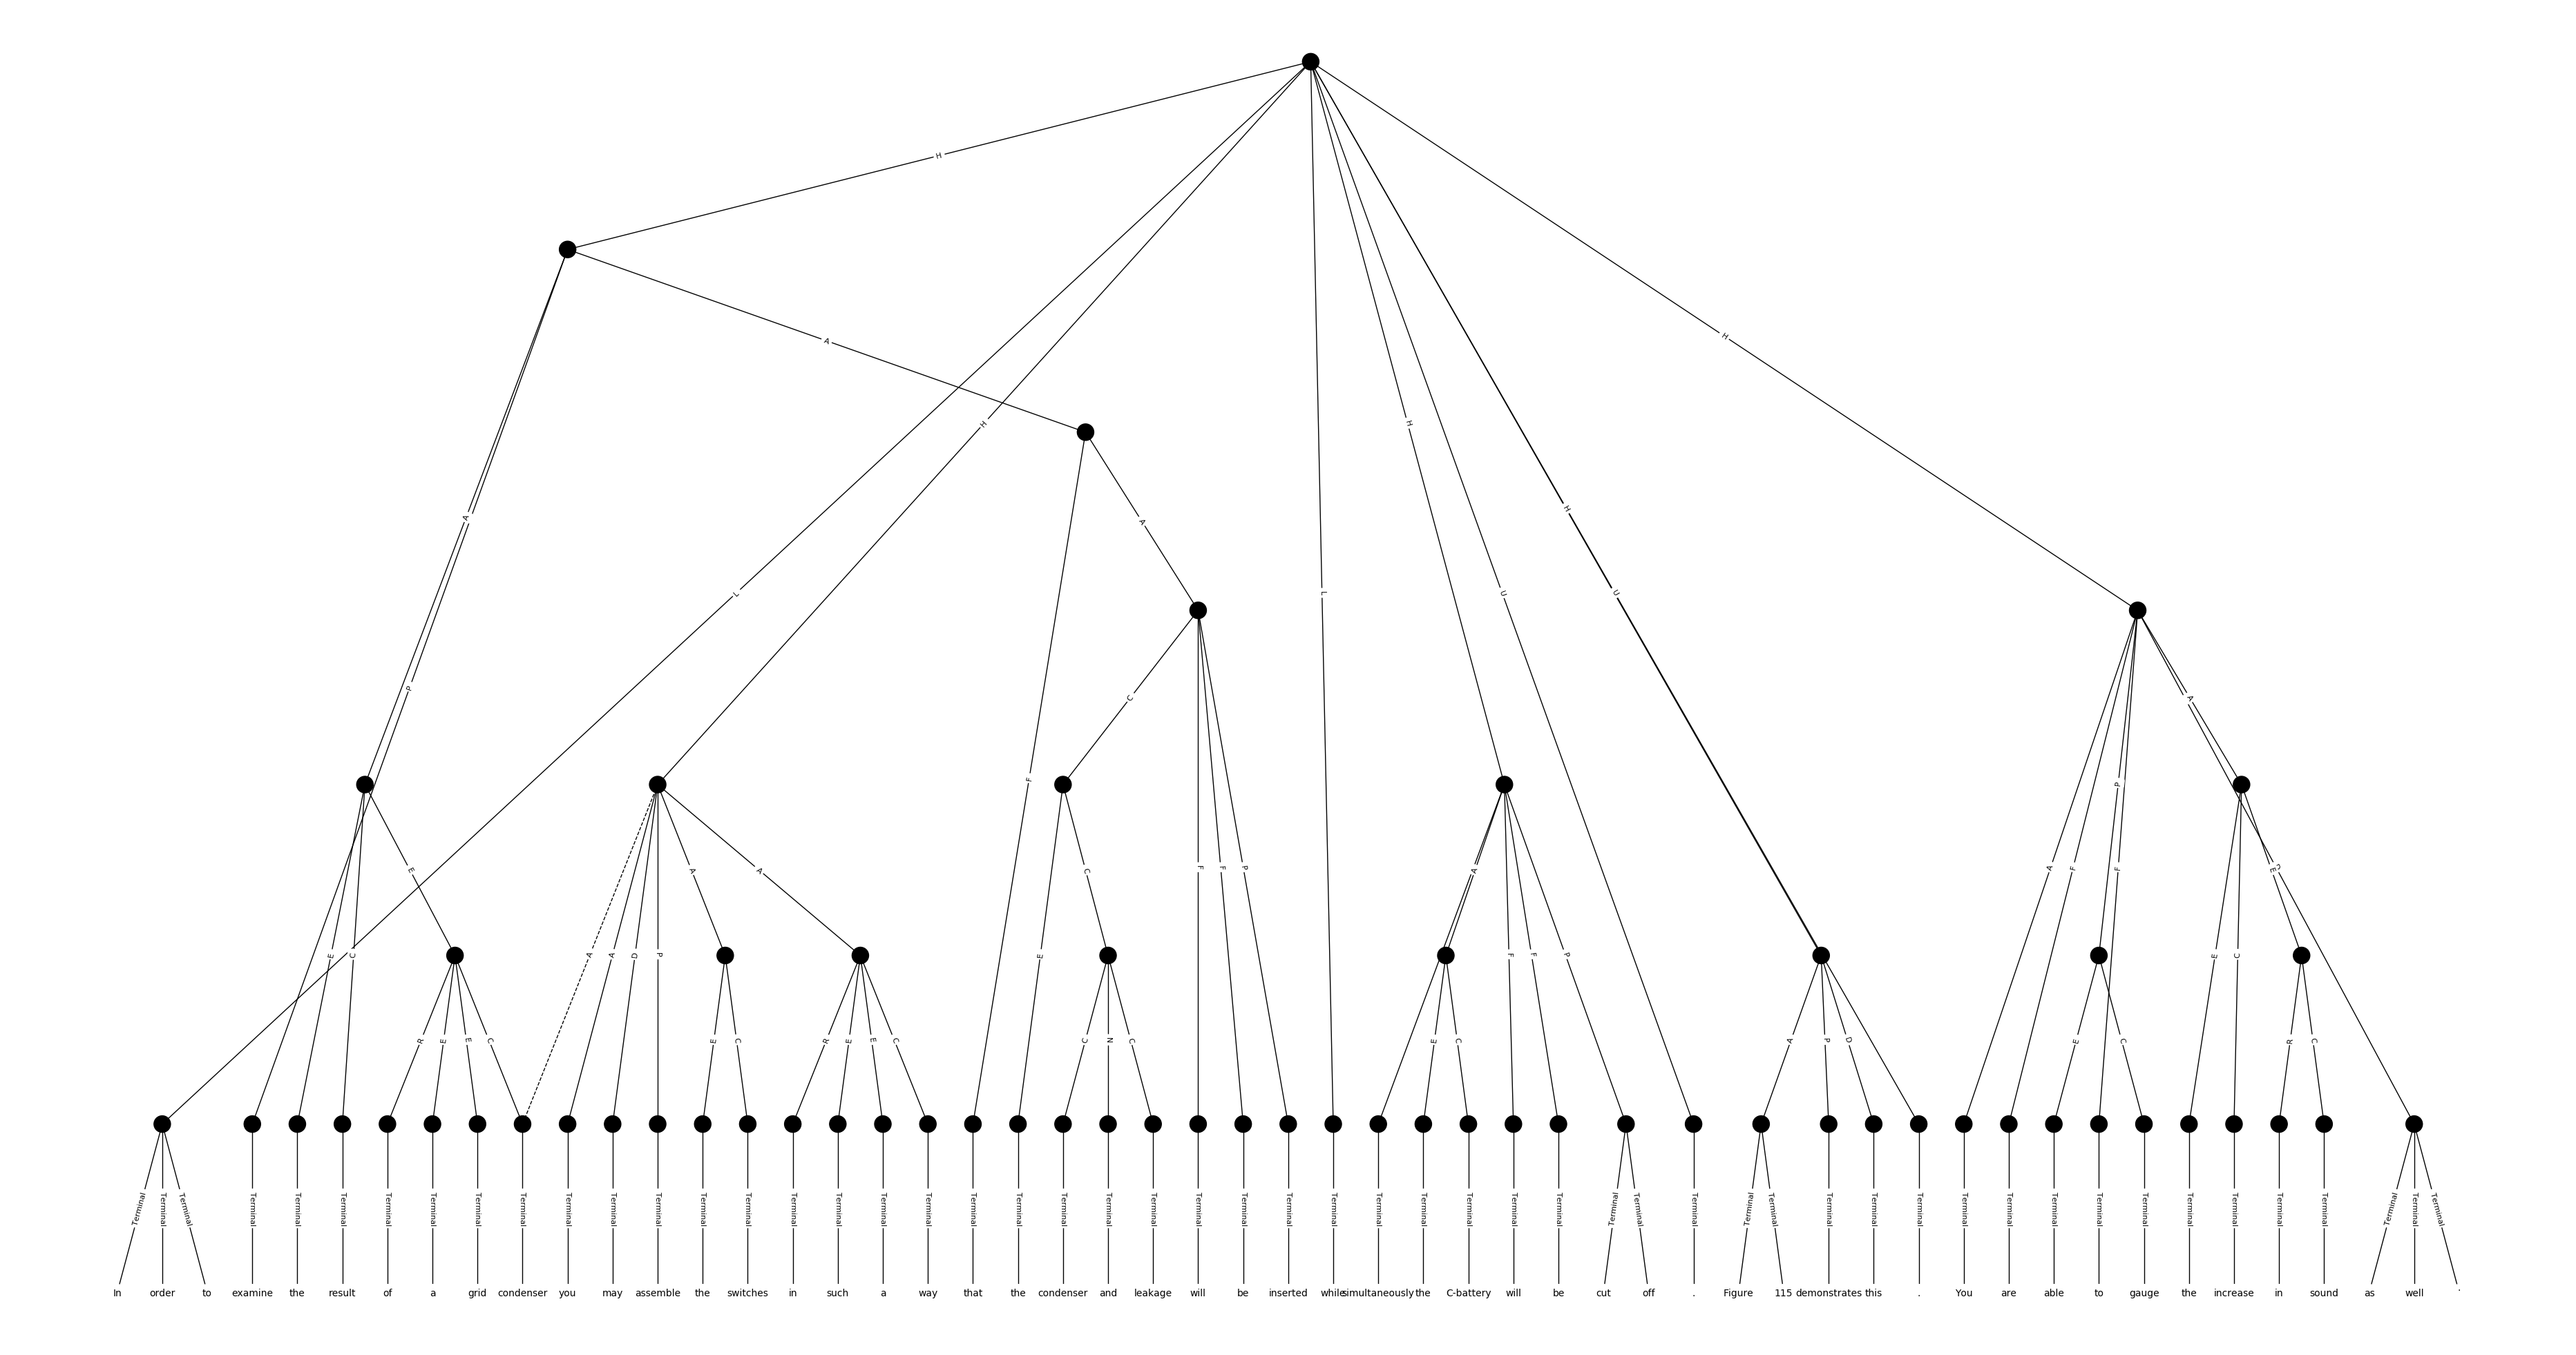 H
A
H
H
H
A
A
H
L
L
U
U
P
C
A
P
F
E
A
A
F
F
P
A
A
F
P
F
C
E
E
C
A
A
D
P
E
F
F
P
E
C
R
E
E
C
E
C
R
E
E
C
C
N
C
E
C
A
P
D
E
C
R
C
Terminal Terminal Terminal Terminal Terminal Terminal Terminal Terminal Terminal Terminal Terminal Terminal Terminal Terminal Terminal Terminal Terminal Terminal Terminal Terminal Terminal Terminal Terminal Terminal Terminal Terminal Terminal Terminal Terminal Terminal Terminal Terminal Terminal Terminal Terminal Terminal Terminal Terminal Terminal Terminal Terminal Terminal Terminal Terminal Terminal Terminal Terminal Terminal Terminal Terminal Terminal Terminal Terminal
In order to examine the result of a grid condenser you may assemble the switches in such a way that the condenser and leakage will be inserted while simultaneously the C-battery will be cut off . Figure 115 demonstrates this . You are able to gauge the increase in sound as well .